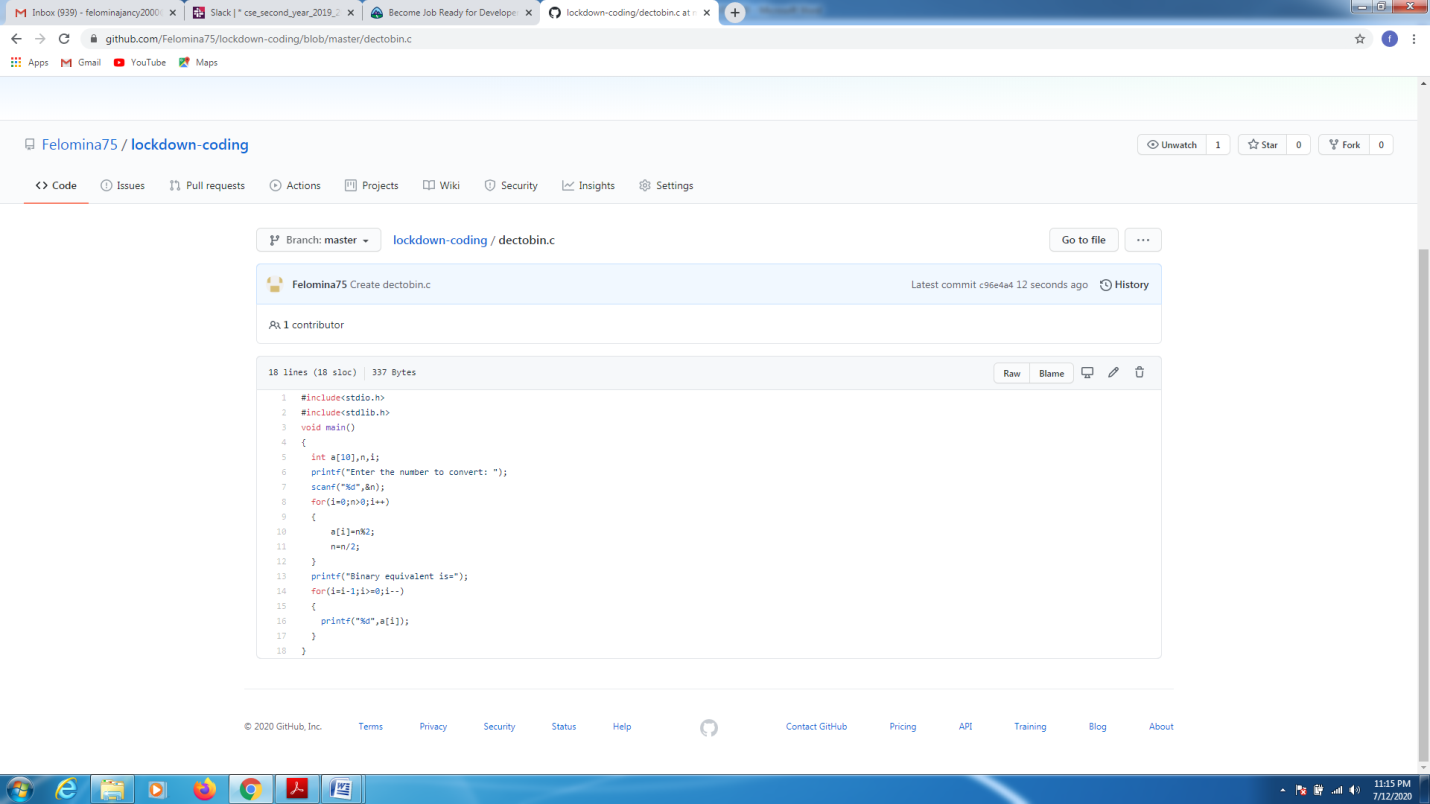 Inbox (939) - felominajancy2000
Slack | * cse_second_year_2019_2
Become Job Ready for Develope
lockdown-coding/dectobin.c at
github.com/Felomina75/lockdown-coding/blob/master/dectobin.c
f
Apps Gmail YouTube Maps
Felomina75 / lockdown-coding
Unwatch 1 Star 0 Fork 0
Code Issues Pull requests Actions Projects Wiki Security Insights Settings
Branch: master lockdown-coding / dectobin.c Go to file ...
Felomina75 Create dectobin.c Latest commit c96e4a4 12 seconds ago History
1 contributor
18 lines (18 sloc) 337 Bytes Raw Blame
1 #include<stdio.h>
2 #include<stdlib.h>
3 void main()
4 {
5 int a[10],n,i;
6 printf("Enter the number to convert: ");
7 scanf("%d",&n);
8 for(i=0;n>0;i++)
9 {
10 a[i]=n%2;
11 n=n/2;
12 }
13 printf("Binary equivalent is=");
14 for(i=i-1;i>=0;i--)
15 {
16 printf("%d",a[i]);
17 }
18 }
© 2020 GitHub, Inc. Terms Privacy Security Status Help Contact GitHub Pricing API Training Blog About
11:15 PM
7/12/2020